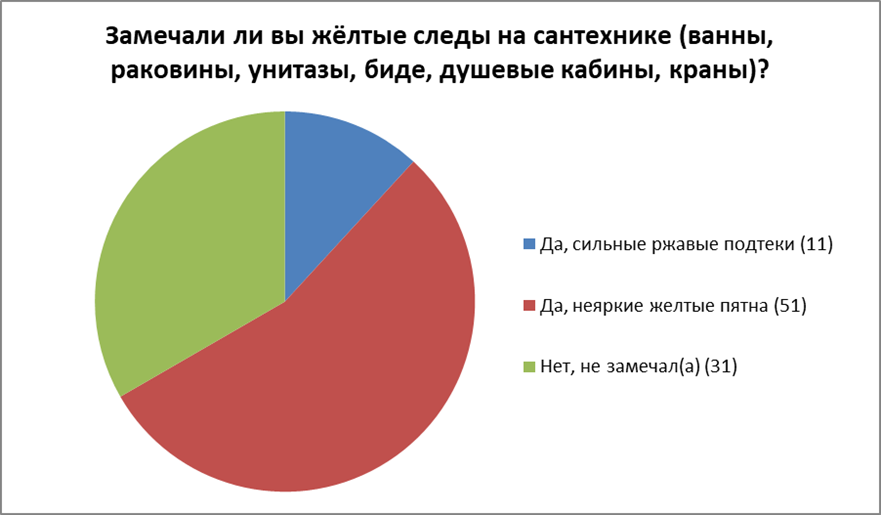 Замечали ли вы жёлтые следы на сантехнике (ванны,
раковины, унитазы, биде, душевые кабины, краны)?
Да, сильные ржавые подтеки (11)
Да, неяркие желтые пятна (51)
Нет, не замечал(а) (31)